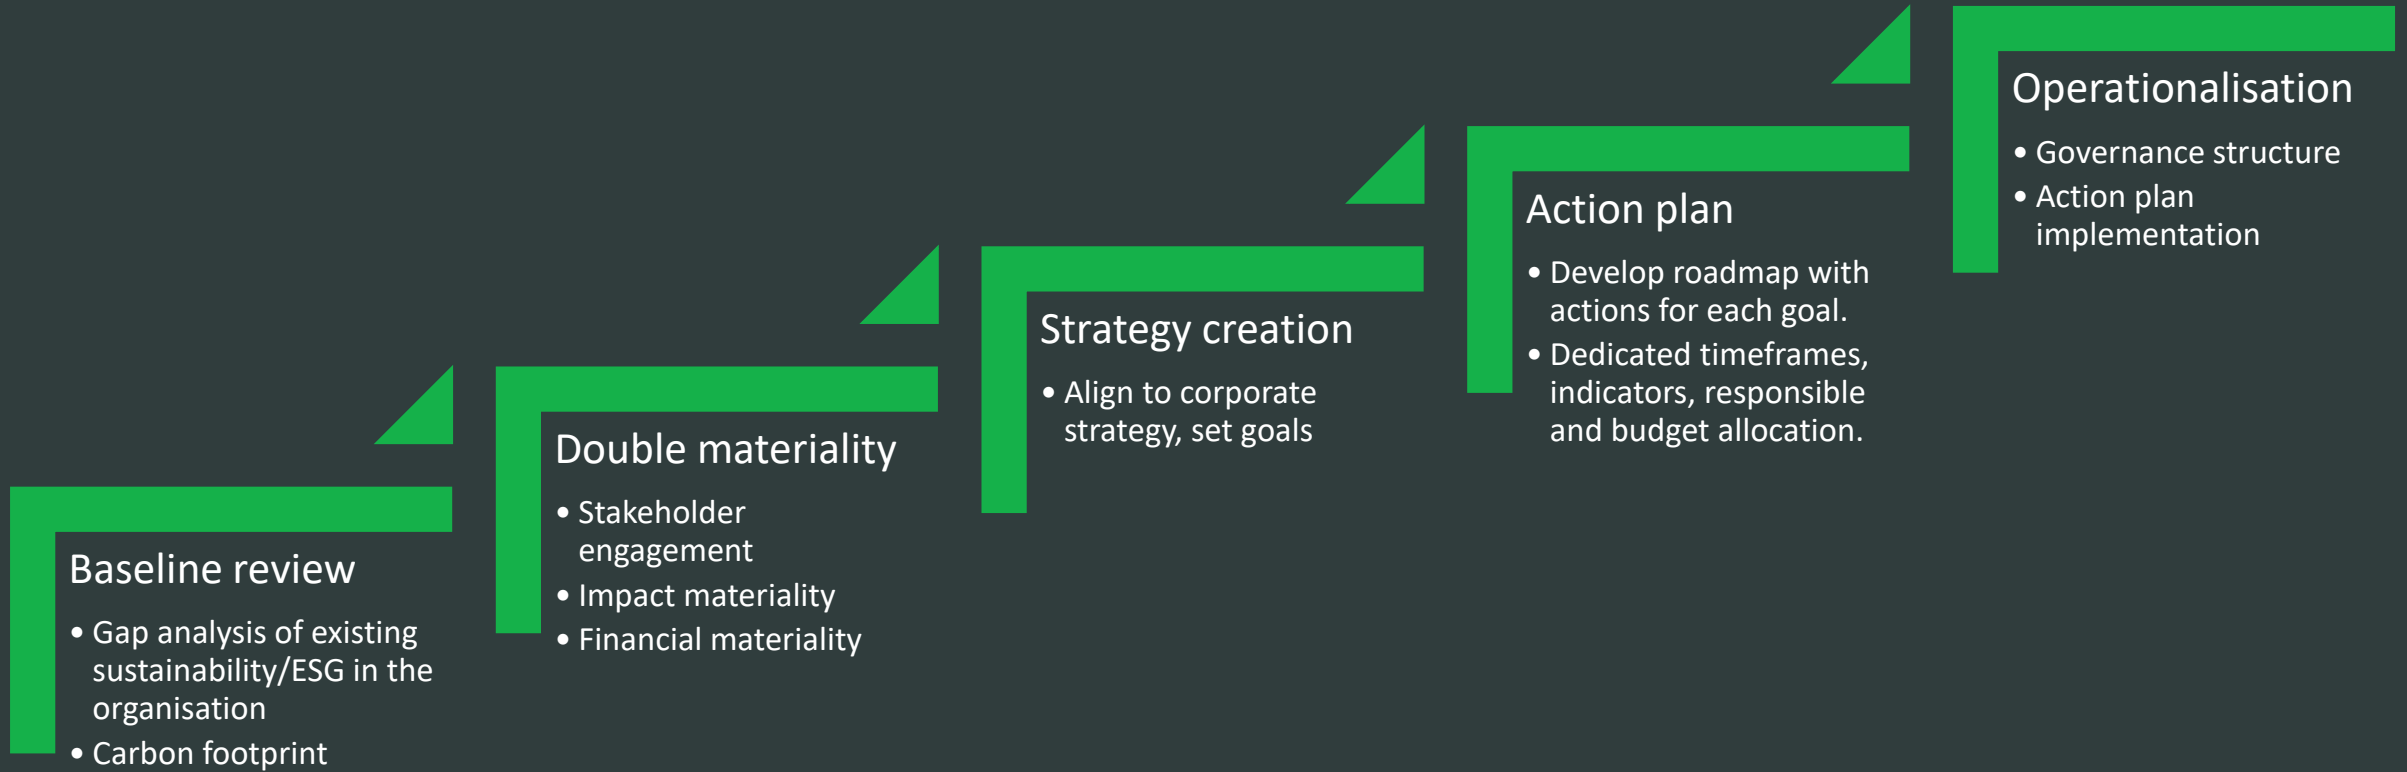 Baseline review
• Gap analysis of existing
sustainability/ESG in the
organisation
• Carbon footprint
Double materiality
• Stakeholder
engagement
• Impact materiality
• Financial materiality
Strategy creation
• Align to corporate
strategy, set goals
Action plan
• Develop roadmap with
actions for each goal.
• Dedicated timeframes,
indicators, responsible
and budget allocation.
Operationalisation
• Governance structure
• Action plan
implementation